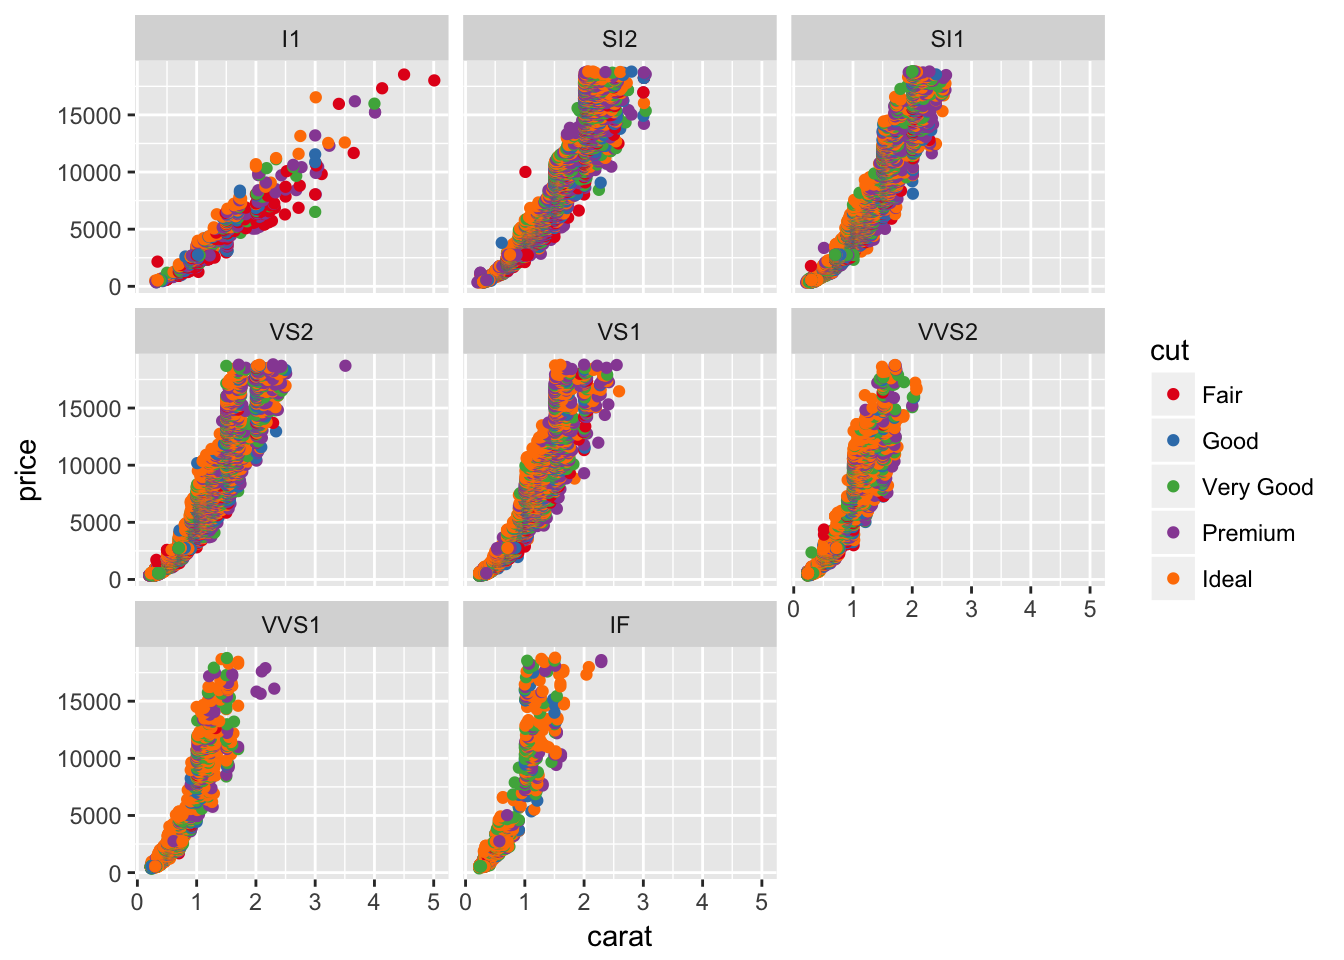 I1 SI2 SI1
15000
10000
5000
0
VS2 VS1 VVS2
15000
10000
5000
0
0 1 2 3 4 5
VVS1 IF
15000
10000
5000
0
0 1 2 3 4 5 0 1 2 3 4 5
carat
price
cut
Fair
Good
Very Good
Premium
Ideal